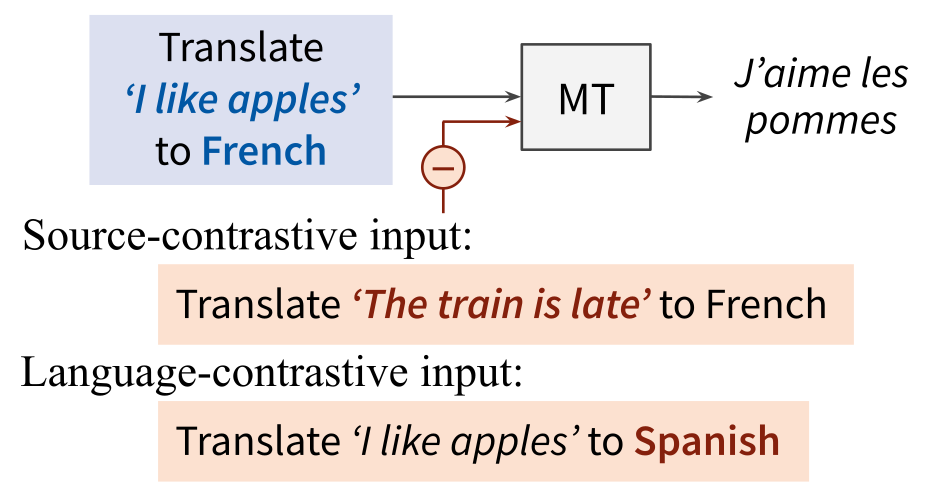 Translate
‘I like apples’
to French
MT
J’aime les
pommes
−
Source-contrastive input:
Translate ‘The train is late’ to French
Language-contrastive input:
Translate ‘I like apples’ to Spanish